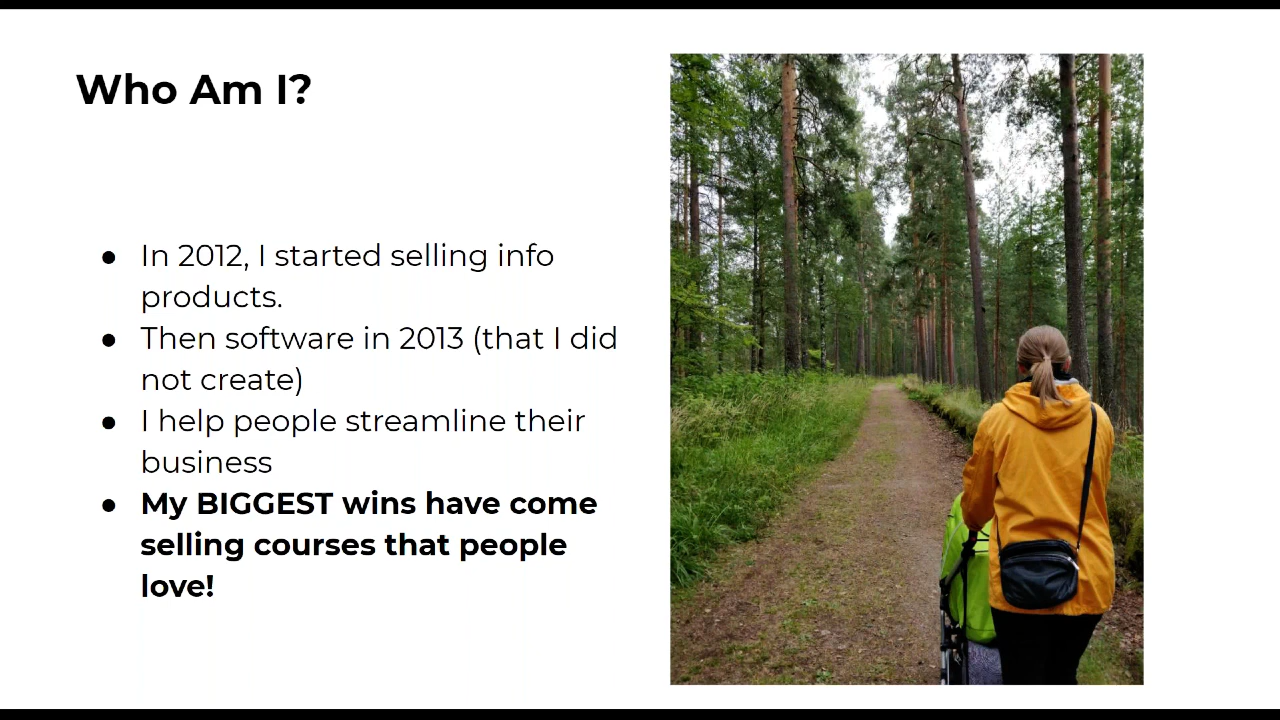 Who Am I?
● In 2012, I started selling info
products.
● Then software in 2013 (that I did
not create)
● I help people streamline their
business
● My BIGGEST wins have come
selling courses that people
love!